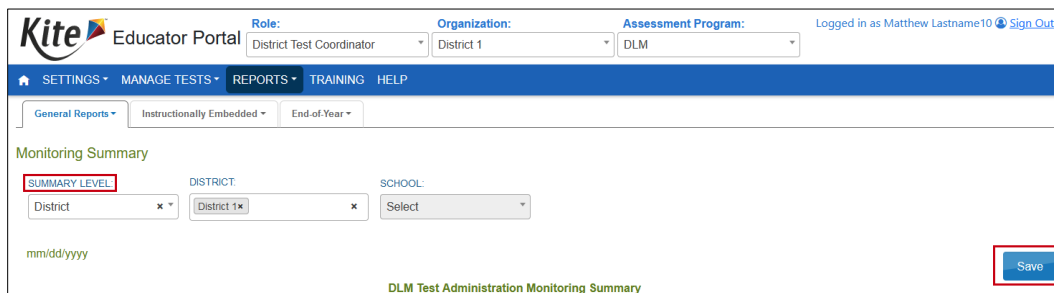 Kite Educator Portal
Role: Organization: Assessment Program: Logged in as Matthew Lastname10 Sign Out
District Test Coordinator District 1 DLM
SETTINGS MANAGE TESTS REPORTS TRAINING HELP
General Reports Instructionally Embedded End-of-Year
Monitoring Summary
SUMMARY LEVEL: DISTRICT: SCHOOL:
District × District 1× × Select
mm/dd/yyyy
Save
DLM Test Administration Monitoring Summary